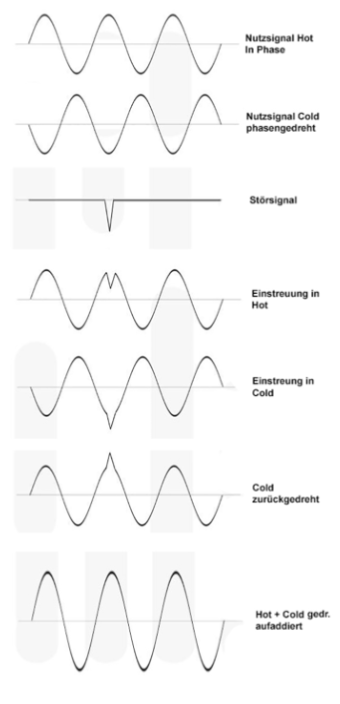 Nutzsignal Hot
In Phase
Nutzsignal Cold
phasengedreht
Störsignal
Einstreuung in
Hot
Einstreung in
Cold
Cold
zurückgedreht
Hot + Cold gedr.
aufaddiert